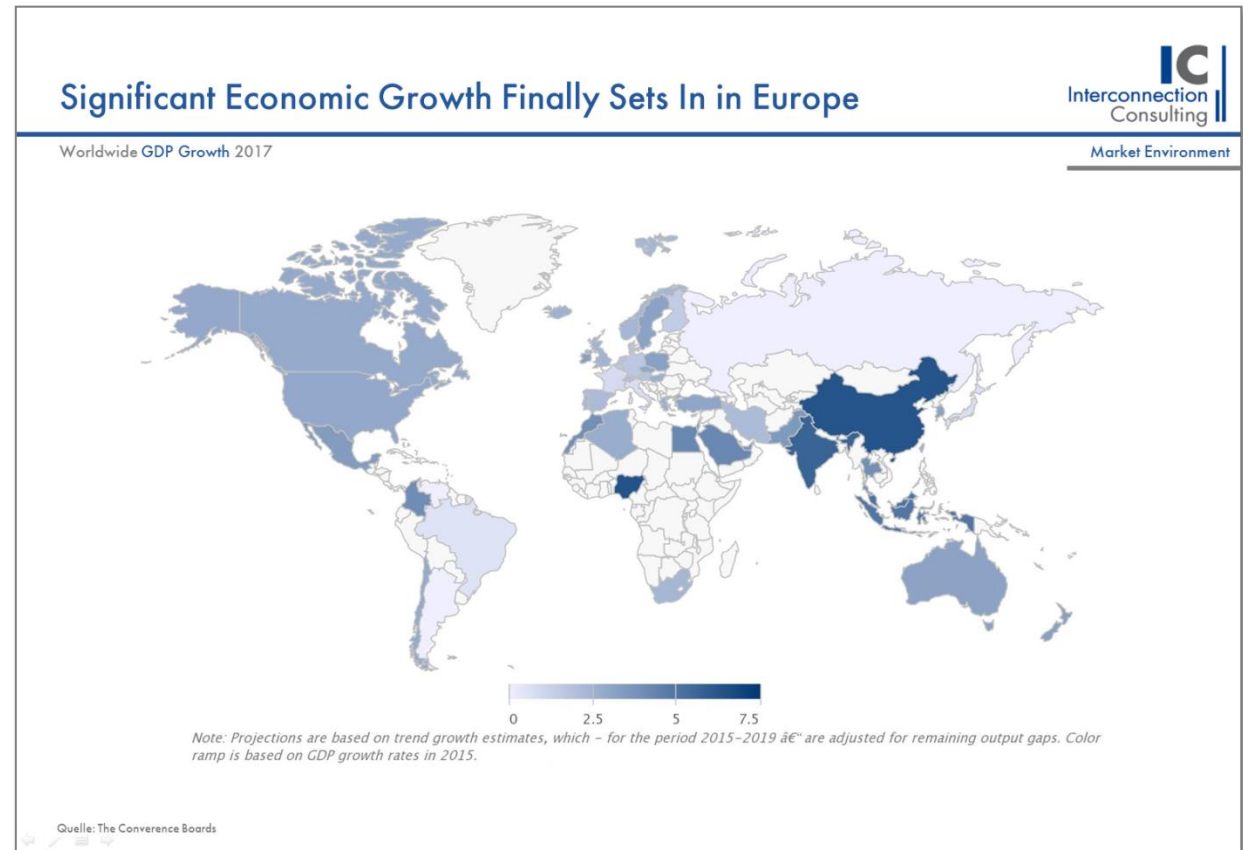 Significant Economic Growth Finally Sets In in Europe
IC
Interconnection
Consulting
Worldwide GDP Growth 2017
Market Environment
0 2.5 5 7.5
Note: Projections are based on trend growth estimates, which – for the period 2015–2019 â€“ are adjusted for remaining output gaps. Color
ramp is based on GDP growth rates in 2015.
Quelle: The Converence Boards